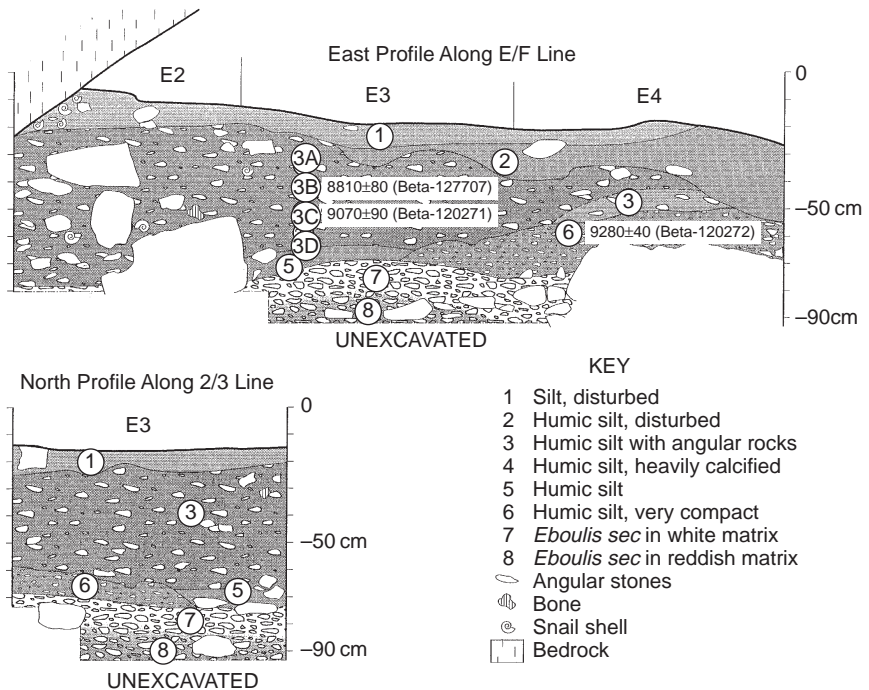 East Profile Along E/F Line
E2
E3
E4
0
1
3A
2
3B 8810±80 (Beta-127707)
3
3C 9070±90 (Beta-120271)
–50 cm
6 9280±40 (Beta-120272)
3D
5
7
8
–90cm
UNEXCAVATED
North Profile Along 2/3 Line
E3
0
1
3
–50 cm
6
5
7
8
–90 cm
UNEXCAVATED
KEY
1 Silt, disturbed
2 Humic silt, disturbed
3 Humic silt with angular rocks
4 Humic silt, heavily calcified
5 Humic silt
6 Humic silt, very compact
7 Eboulis sec in white matrix
8 Eboulis sec in reddish matrix
Angular stones
Bone
Snail shell
Bedrock